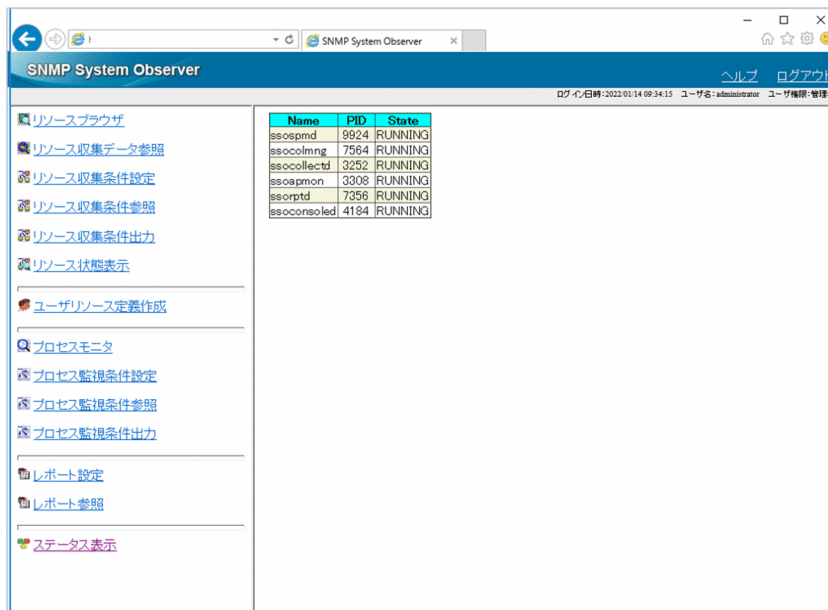 SNMP System Observer
SNMP System Observer
ヘルプ ログアウト
ログイン日時:2022/01/14 09:34:15 ユーザ名:administrator ユーザ権限:管理
リソースブラウザ
リソース収集データ参照
リソース収集条件設定
リソース収集条件参照
リソース収集条件出力
リソース状態表示
ユーザリソース定義作成
プロセスモニタ
プロセス監視条件設定
プロセス監視条件参照
プロセス監視条件出力
レポート設定
レポート参照
ステータス表示
Name PID State
ssospmd 9924 RUNNING
ssocolmng 7564 RUNNING
ssocollectd 3252 RUNNING
ssoapmon 3308 RUNNING
ssorptd 7356 RUNNING
ssoconsoled 4184 RUNNING